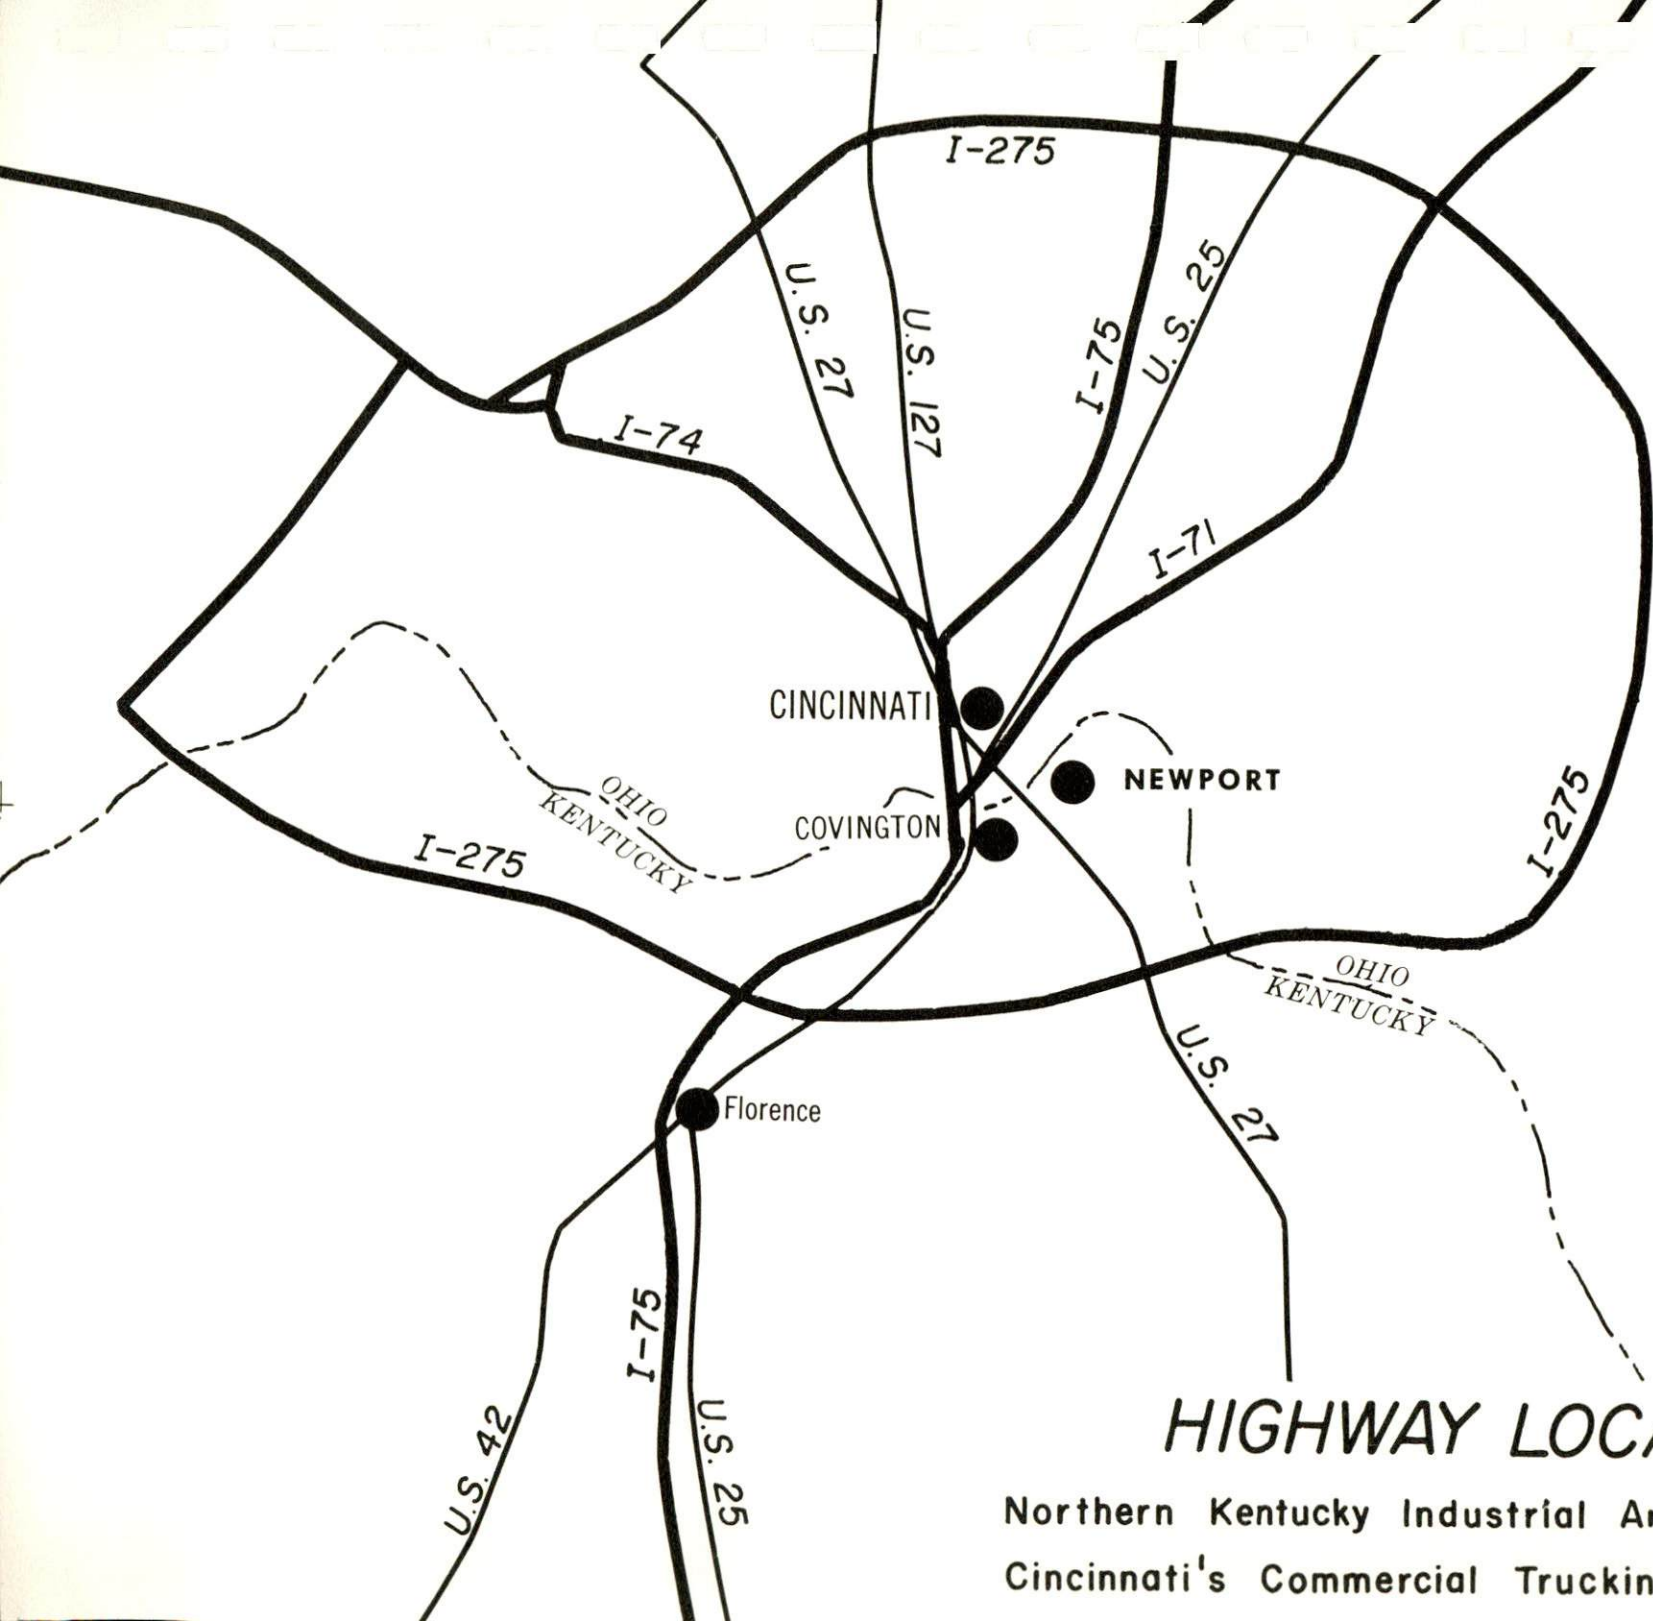 I-275
U.S. 27
U.S. 127
I-75
U.S. 25
I-74
I-71
CINCINNATI
NEWPORT
COVINGTON
OHIO
KENTUCKY
I-275
I-275
OHIO
KENTUCKY
U.S. 27
Florence
I-75
U.S. 42
U.S. 25
HIGHWAY LOC
Northern Kentucky Industrial
Cincinnati's Commercial